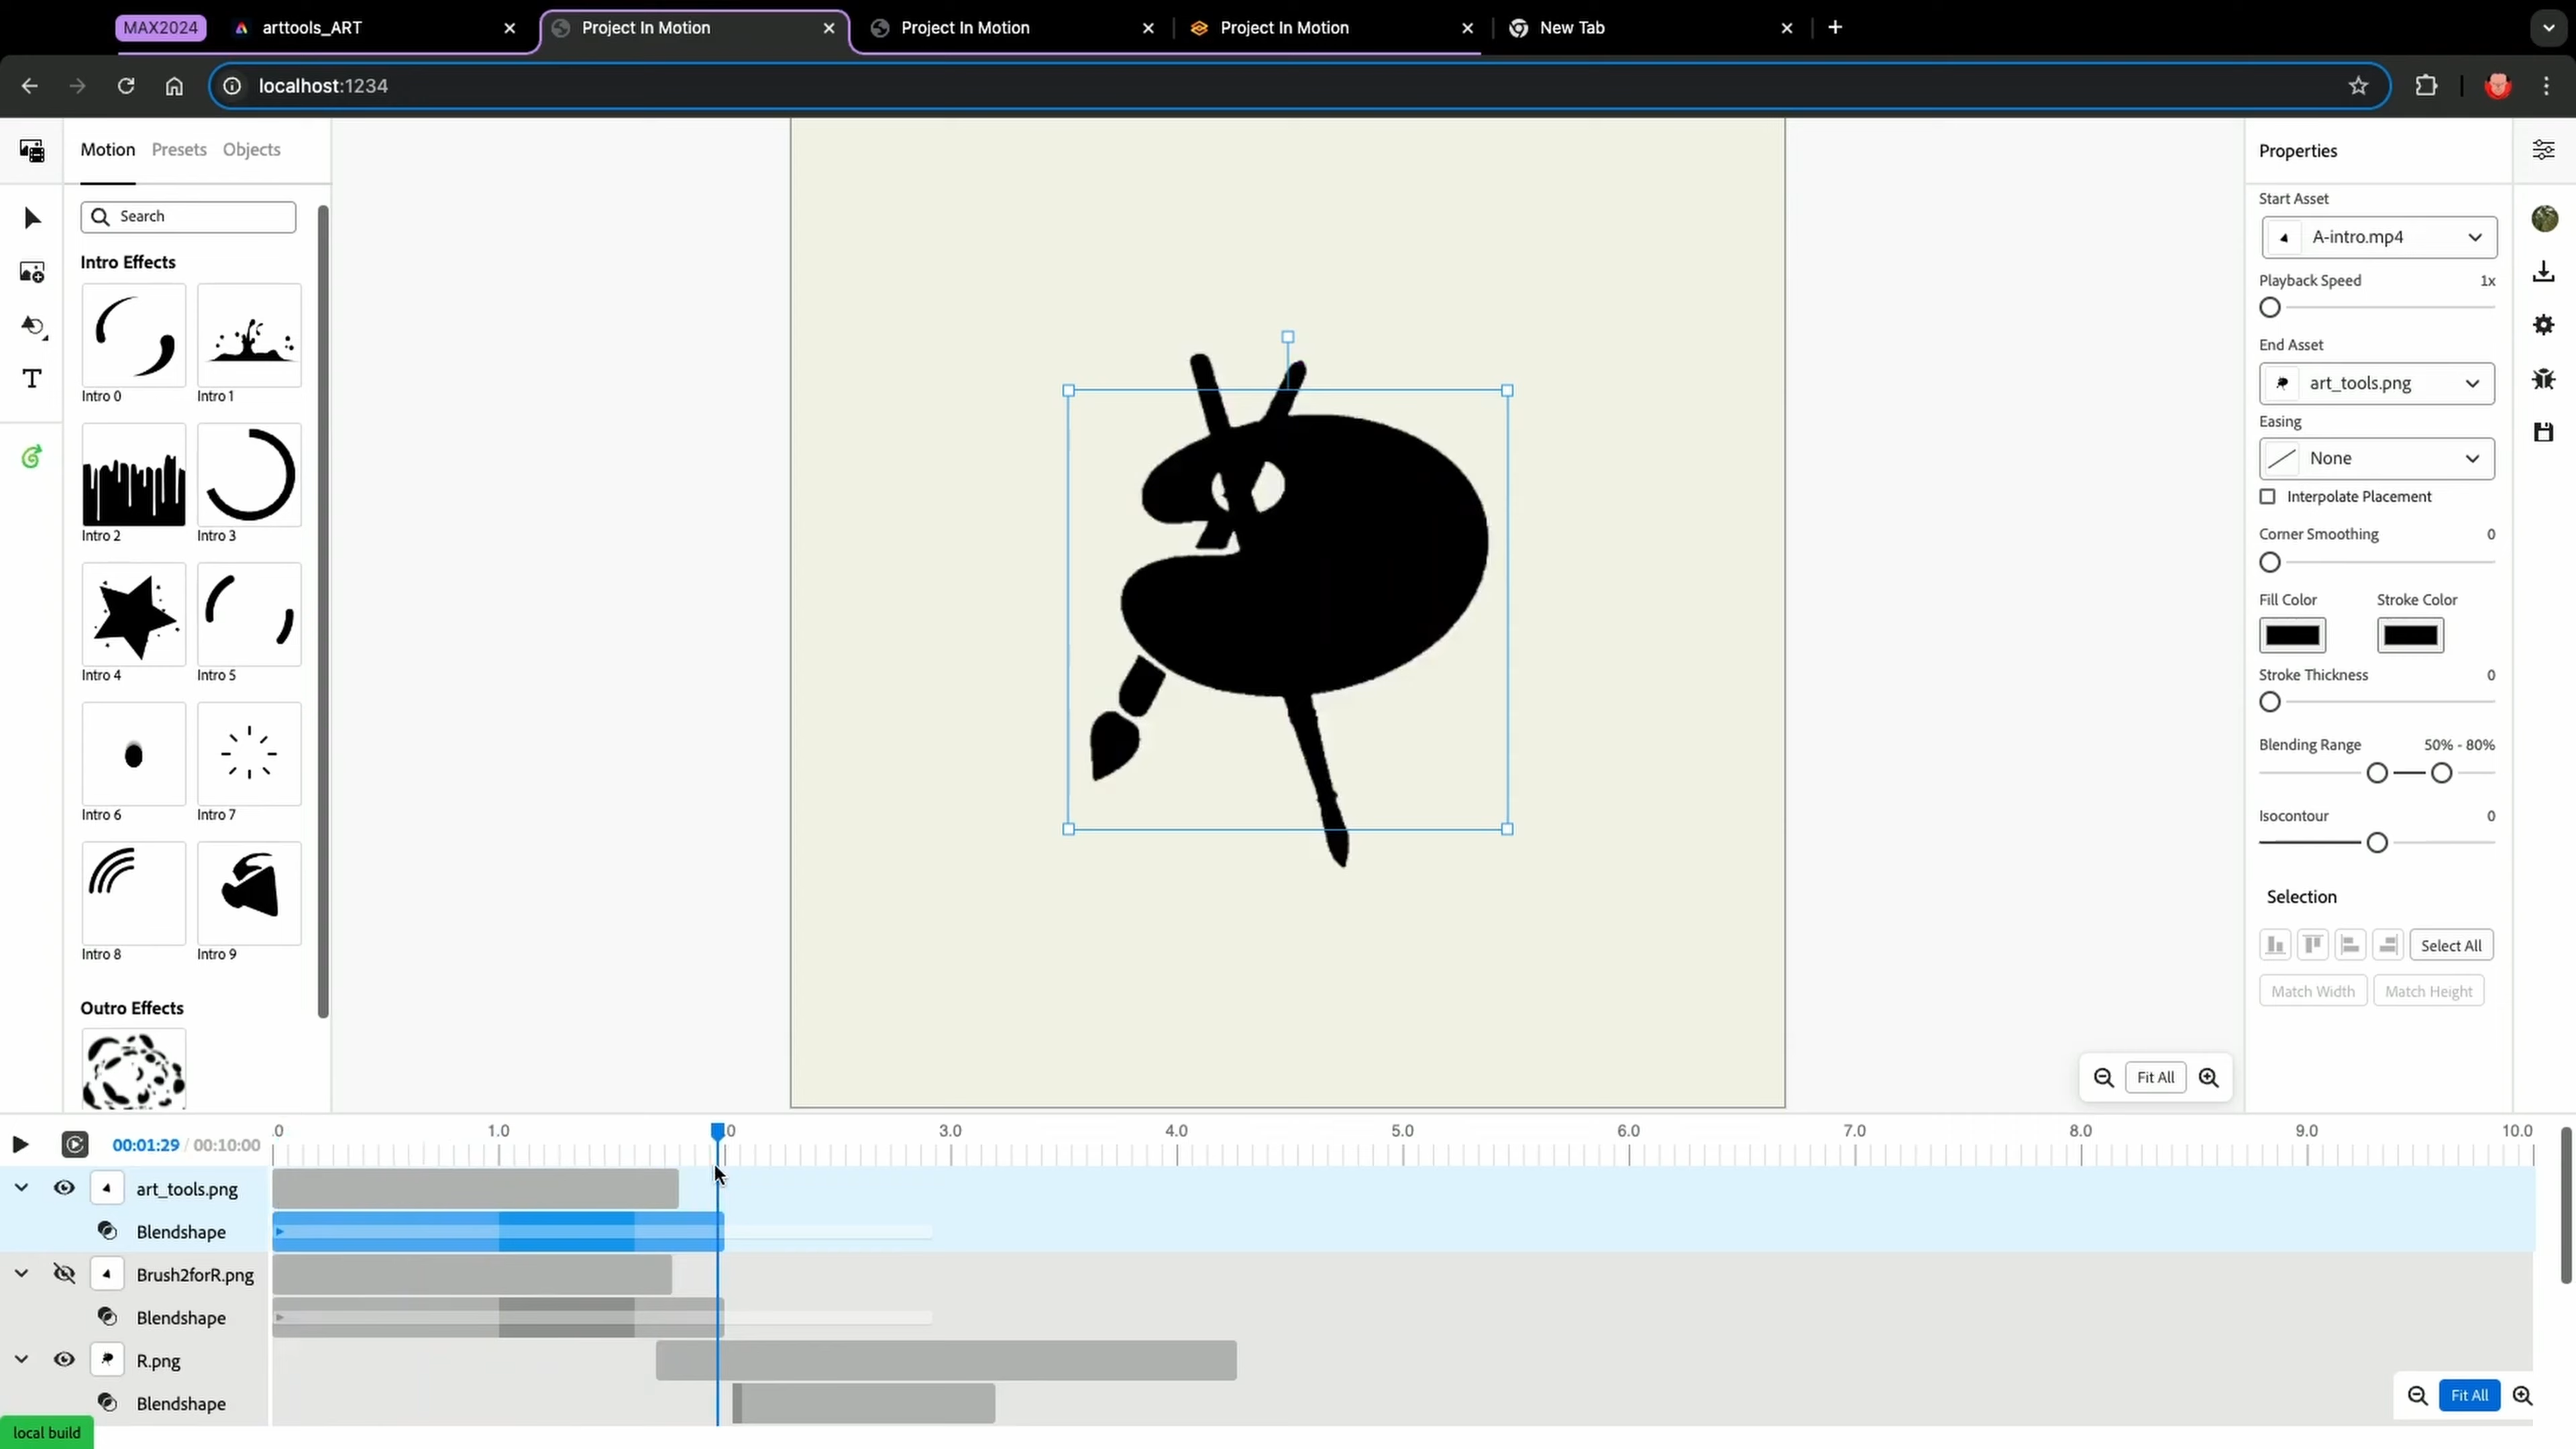 MAX2024 arttools_ART Project In Motion Project In Motion Project In Motion New Tab
localhost:1234
Motion Presets Objects
Search
Intro Effects
Intro 0 Intro 1
Intro 2 Intro 3
Intro 4 Intro 5
Intro 6 Intro 7
Intro 8 Intro 9
Outro Effects
Properties
Start Asset
A-intro.mp4
Playback Speed 1x
End Asset
art_tools.png
Easing
None
Interpolate Placement
Corner Smoothing 0
Fill Color Stroke Color
Stroke Thickness 0
Blending Range 50% - 80%
Isocontour 0
Selection
Select All
Match Width Match Height
Fit All
00:01:29 / 00:10:00 .0 1.0 .0 3.0 4.0 5.0 6.0 7.0 8.0 9.0 10.0
art_tools.png
Blendshape
Brush2forR.png
Blendshape
R.png
Blendshape
Fit All
local build